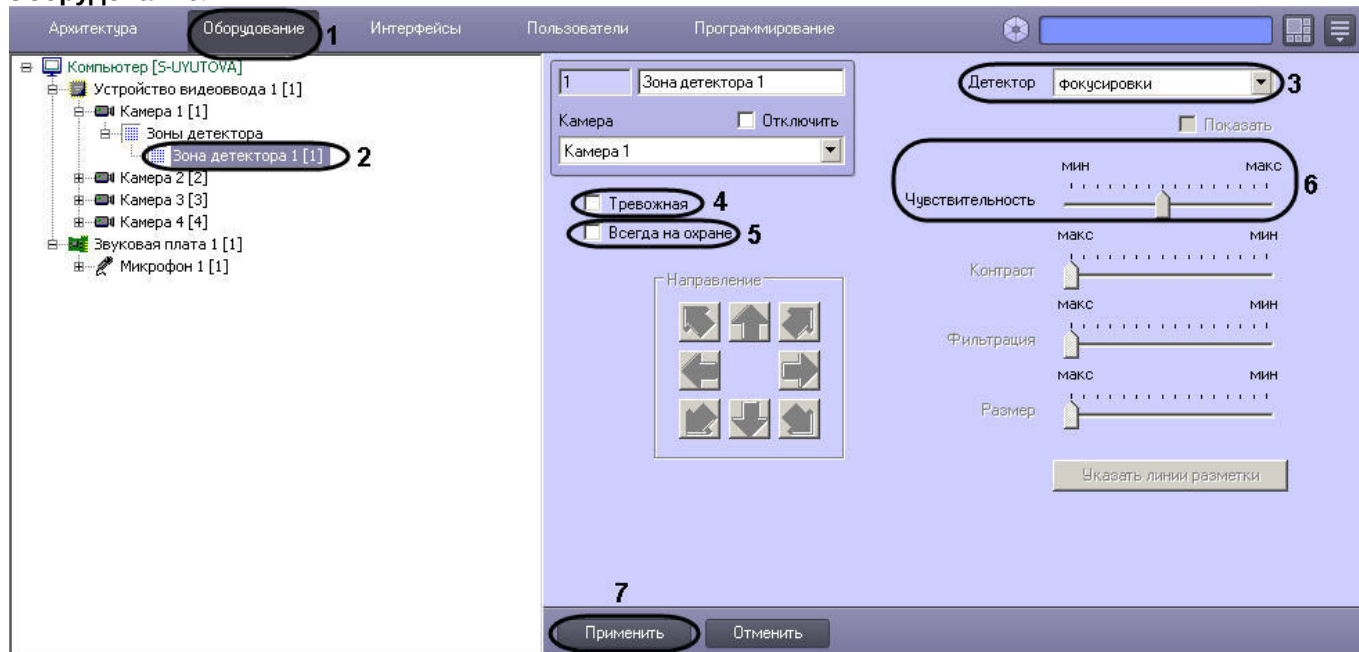 Оборудование.
Архитектура Оборудование 1 Интерфейсы Пользователи Программирование
Компьютер [S-UYUTOVA]
Устройство видеоввода 1 [1]
Камера 1 [1]
Зоны детектора
Зона детектора 1 [1] 2
Камера 2 [2]
Камера 3 [3]
Камера 4 [4]
Звуковая плата 1 [1]
Микрофон 1 [1]
1 Зона детектора 1
Камера Отключить
Камера 1
Тревожная 4
Всегда на охране 5
Направление
Детектор фокусировки 3
Показать
мин макс
Чувствительность 6
макс мин
Контраст
макс мин
Фильтрация
макс мин
Размер
Указать линии разметки
7
Применить Отменить